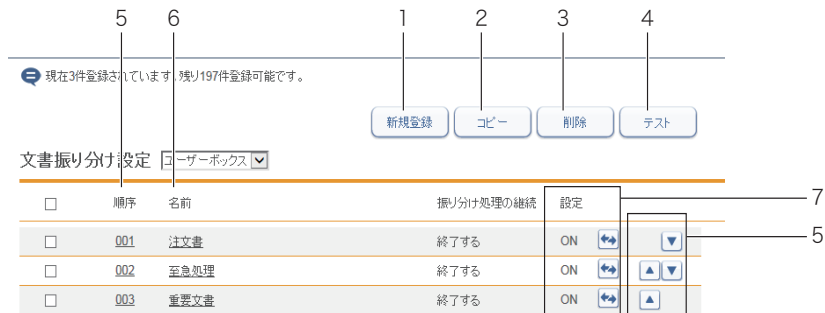 5 6 1 2 3 4
現在3件登録されています。残り197件登録可能です。
新規登録 コピー 削除 テスト
文書振り分け設定 ユーザーボックス
7
順序 名前 振り分け処理の継続 設定
5
001 注文書 終了する ON
002 至急処理 終了する ON
003 重要文書 終了する ON